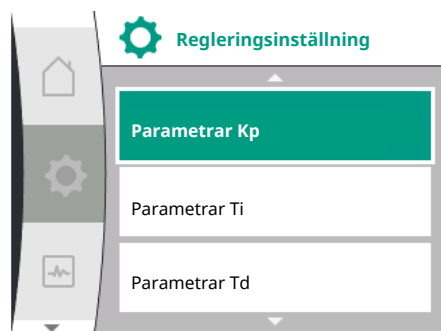 Regleringsinställning
Parametrar Kp
Parametrar Ti
Parametrar Td